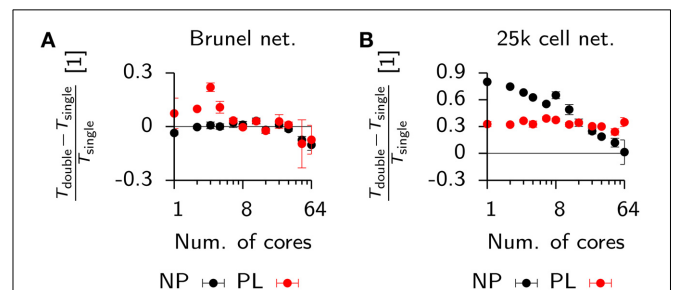 A Brunel net.
T_double − T_single / T_single [1]
0.3
0
-0.3
1 8 64
Num. of cores
NP PL
B 25k cell net.
T_double − T_single / T_single [1]
0.9
0.6
0.3
0
-0.3
1 8 64
Num. of cores
NP PL